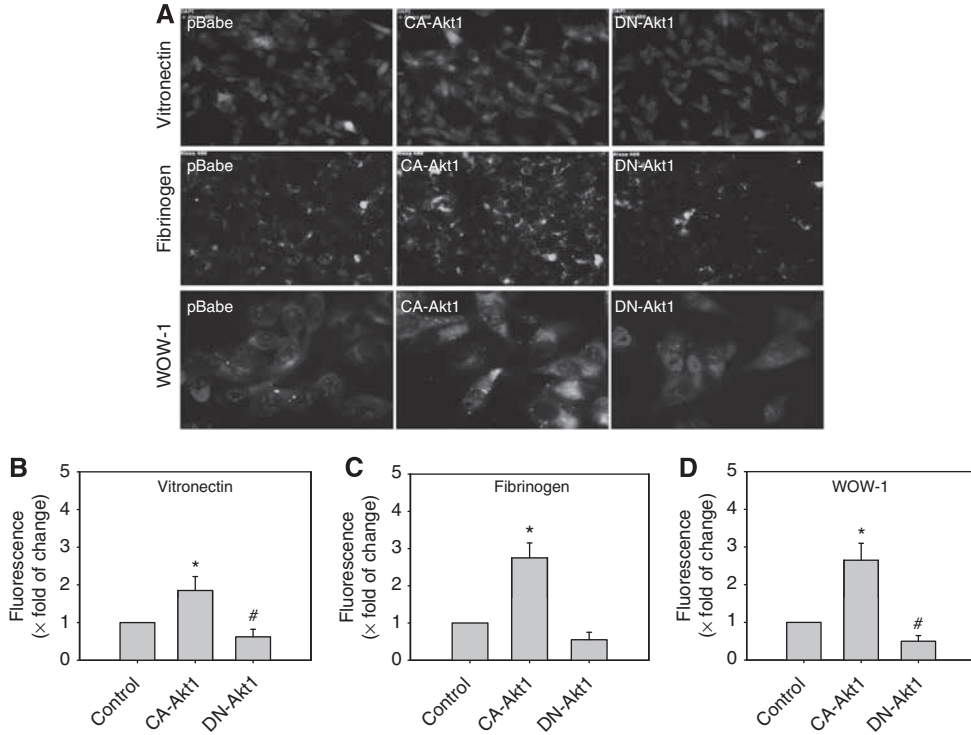 A
pBabe
CA-Akt1
DN-Akt1
Vitronectin
pBabe
CA-Akt1
DN-Akt1
Fibrinogen
pBabe
CA-Akt1
DN-Akt1
WOW-1
B
Vitronectin
Fluorescence
(× fold of change)
5
4
3
2
1
0
*
#
Control
CA-Akt1
DN-Akt1
C
Fibrinogen
Fluorescence
(× fold of change)
5
4
3
2
1
0
*
Control
CA-Akt1
DN-Akt1
D
WOW-1
Fluorescence
(× fold of change)
5
4
3
2
1
0
*
#
Control
CA-Akt1
DN-Akt1